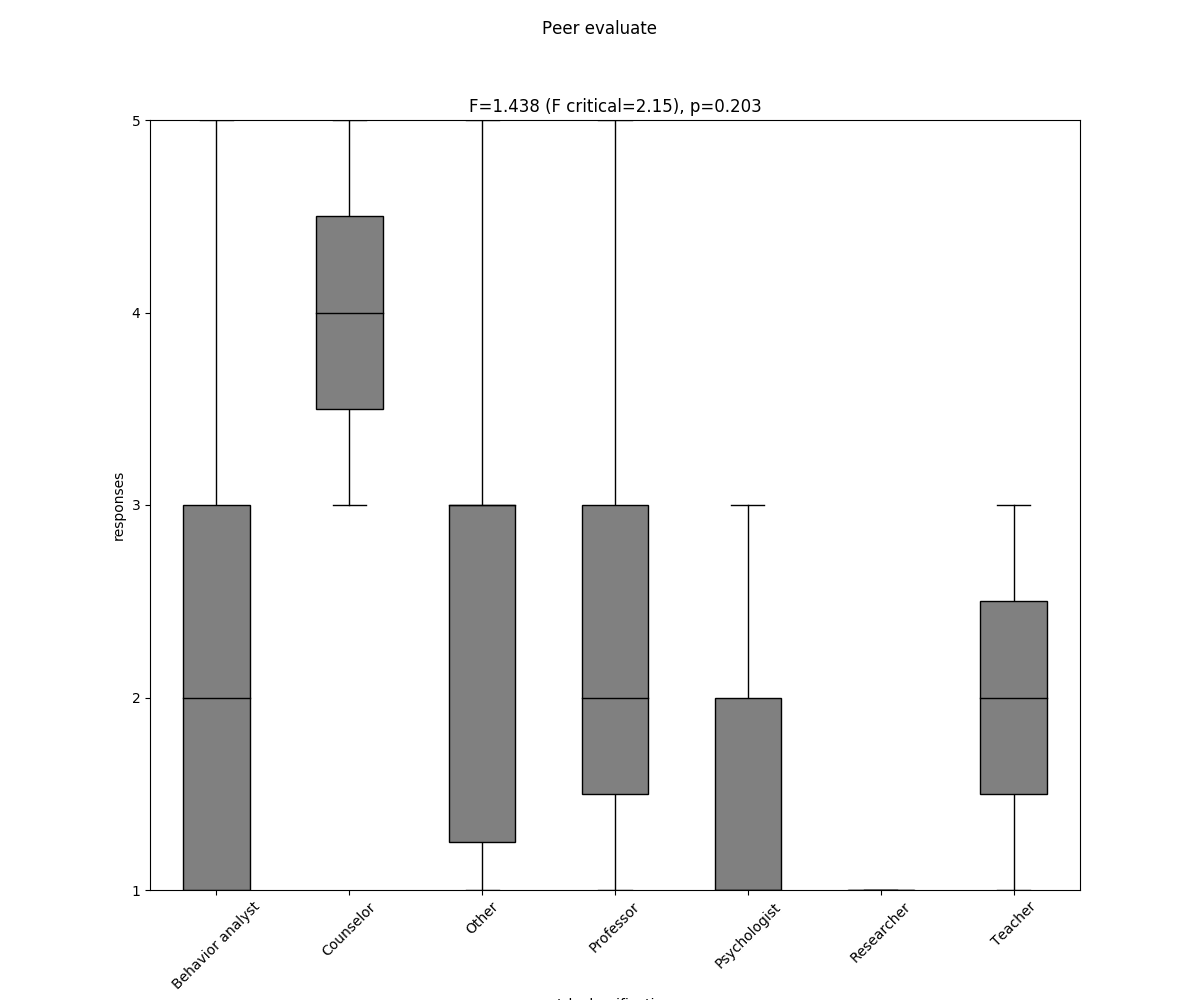 Peer evaluate
F=1.438 (F critical=2.15), p=0.203
5
4
3
2
1
responses
Behavior analyst
Counselor
Other
Professor
Psychologist
Researcher
Teacher